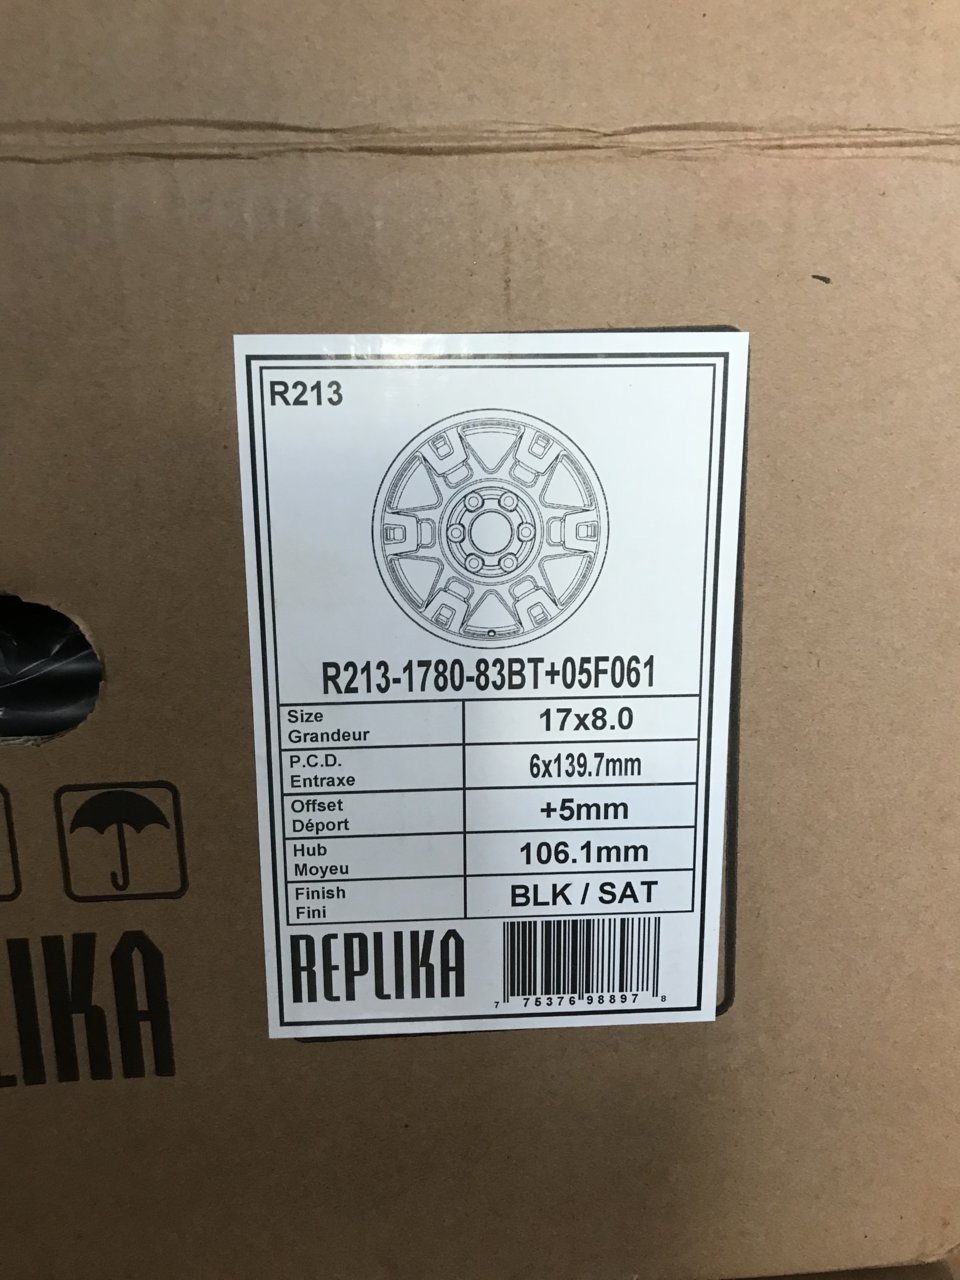 R213
R213-1780-83BT+05F061
Size
Grandeur
17x8.0
P.C.D.
Entraxe
6x139.7mm
Offset
Déport
+5mm
Hub
Moyeu
106.1mm
Finish
Fini
BLK / SAT
REPLIKA
7 75376 98897 8
IKA